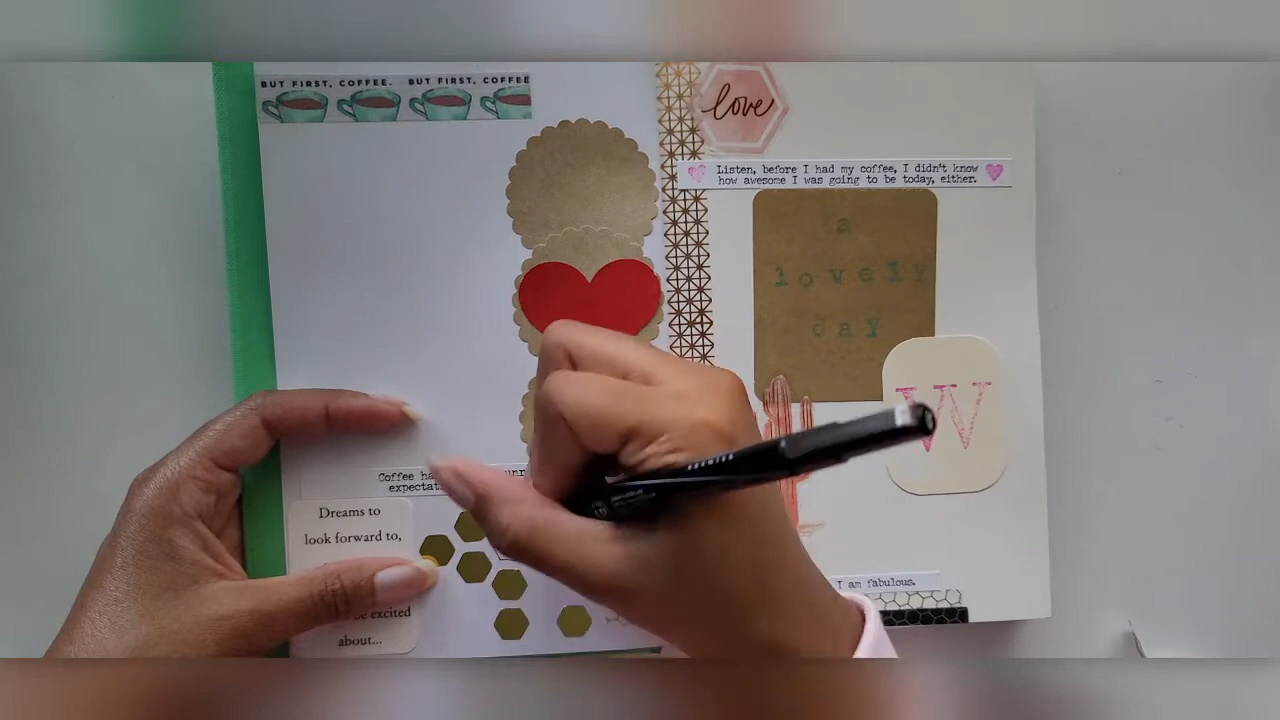 BUT FIRST, COFFEE. BUT FIRST, COFFEE
love
Listen, before I had my coffee, I didn't know
how awesome I was going to be today, either.
a
lovely
day
W
Coffee
Dreams to
look forward to,
be excited
about...
I am fabulous.